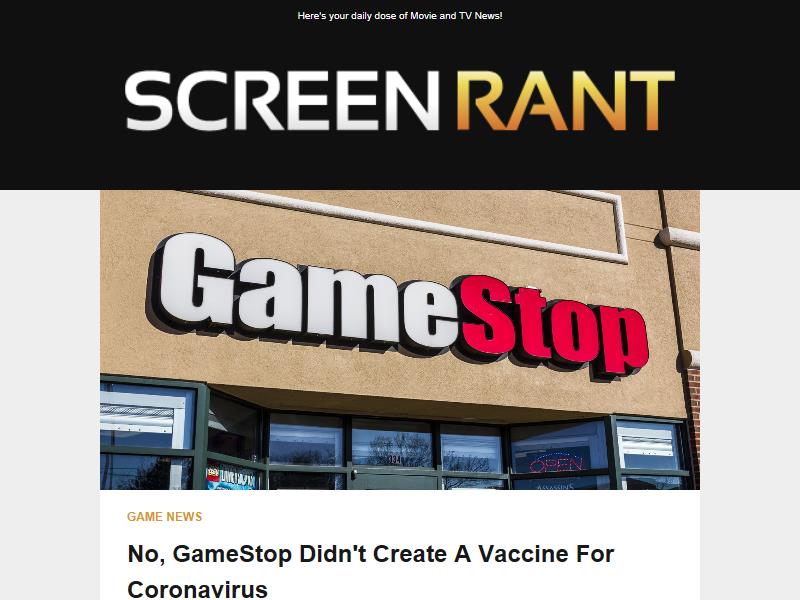 Here's your daily dose of Movie and TV News!
SCREEN RANT
GameStop
OPEN
ASSASSIN'S
GAME NEWS
No, GameStop Didn't Create A Vaccine For
Coronavirus